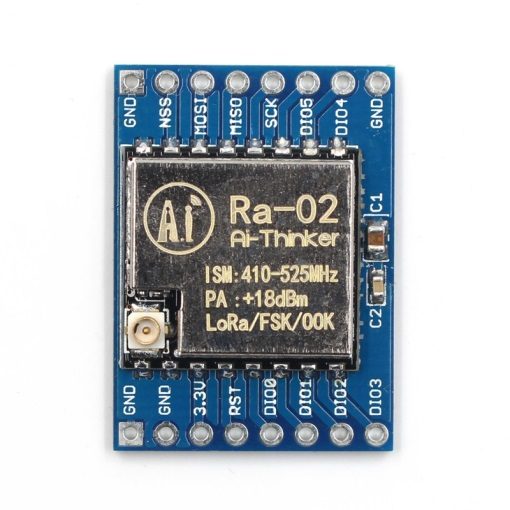 GND NSS MOSI MISO SCK DIO5 DIO4 GND
Ai
Ra-02
Ai-Thinker
ISM:410-525MHz
PA :+18dBm
LoRa/FSK/OOK
C1
C2
GND GND 3.3V RST DIO0 DIO1 DIO2 DIO3